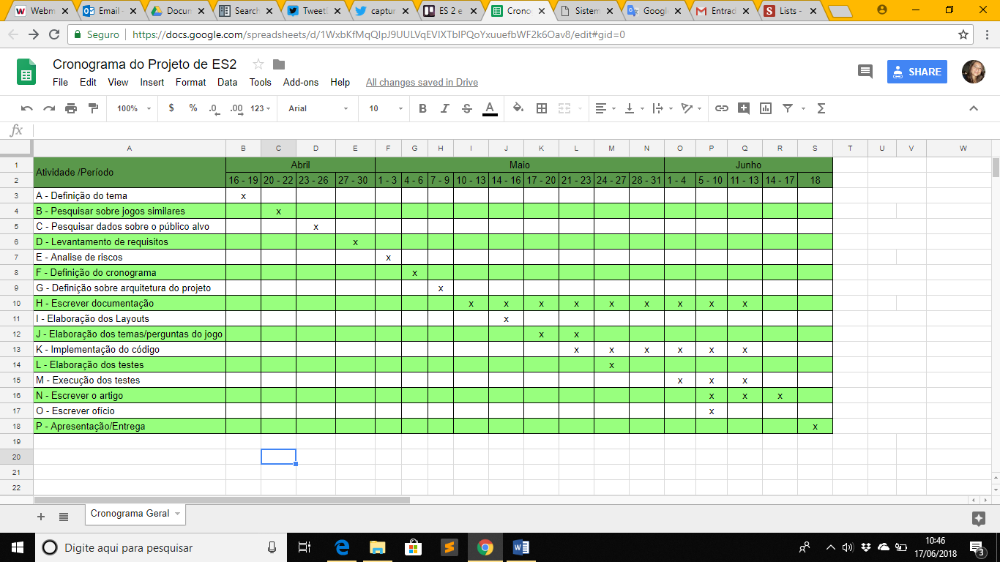 Webm Email - Docun Search Tweet captur ES 2 e Crono Sistem Googl Entrad Lists -
Seguro https://docs.google.com/spreadsheets/d/1WxbKfMqQlpJ9UULVqEVlXTblPQoYxuuefbWF2k6Oav8/edit#gid=0
Cronograma do Projeto de ES2
File Edit View Insert Format Data Tools Add-ons Help All changes saved in Drive
SHARE
100% $ % .0 .00 123 Arial 10 B I S A
fx
A B C D E F G H I J K L M N O P Q R S T U V W
1 Atividade /Período Abril Maio Junho
2 16 - 19 20 - 22 23 - 26 27 - 30 1 - 3 4 - 6 7 - 9 10 - 13 14 - 16 17 - 20 21 - 23 24 - 27 28 - 31 1 - 4 5 - 10 11 - 13 14 - 17 18
3 A - Definição do tema x
4 B - Pesquisar sobre jogos similares x
5 C - Pesquisar dados sobre o público alvo x
6 D - Levantamento de requisitos x
7 E - Analise de riscos x
8 F - Definição do cronograma x
9 G - Definição sobre arquitetura do projeto x
10 H - Escrever documentação x x x x x x x x x
11 I - Elaboração dos Layouts x
12 J - Elaboração dos temas/perguntas do jogo x x
13 K - Implementação do código x x x x x x
14 L - Elaboração dos testes x
15 M - Execução dos testes x x x
16 N - Escrever o artigo x x x
17 O - Escrever ofício x
18 P - Apresentação/Entrega x
19
20
21
22
Cronograma Geral
Digite aqui para pesquisar
10:46
17/06/2018
3